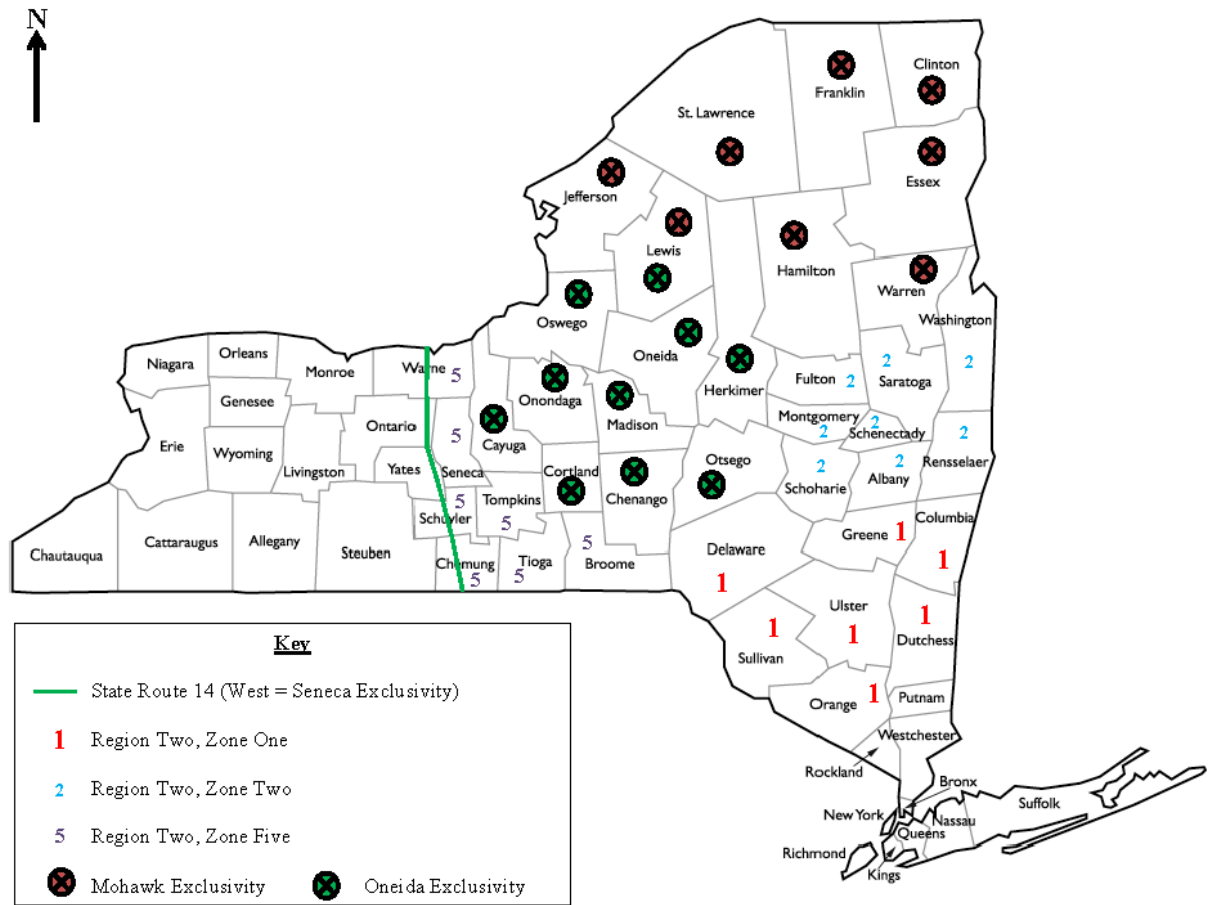 N
Clinton
Franklin
St. Lawrence
Essex
Jefferson
Lewis
Hamilton
Warren
Washington
Oswego
Oneida
Herkimer
Fulton
2
2
Saratoga
2
Niagara
Orleans
Monroe
Wayne
5
Genesee
Onondaga
Madison
Montgomery
2
2
Schenectady
Erie
Wyoming
Livingston
Ontario
Yates
5
Seneca
Cayuga
Cortland
Chenango
Otsego
2
Schoharie
2
Albany
2
Rensselaer
Schuyler
5
Tompkins
5
Chautauqua
Cattaraugus
Allegany
Steuben
Chemung
5
Tioga
5
5
Broome
Delaware
1
Greene
1
Columbia
1
Sullivan
1
Ulster
1
1
Dutchess
Orange
1
Putnam
Westchester
Rockland
Bronx
New York
Queens
Nassau
Suffolk
Richmond
Kings
Key
State Route 14 (West = Seneca Exclusivity)
1 Region Two, Zone One
2 Region Two, Zone Two
5 Region Two, Zone Five
Mohawk Exclusivity Oneida Exclusivity